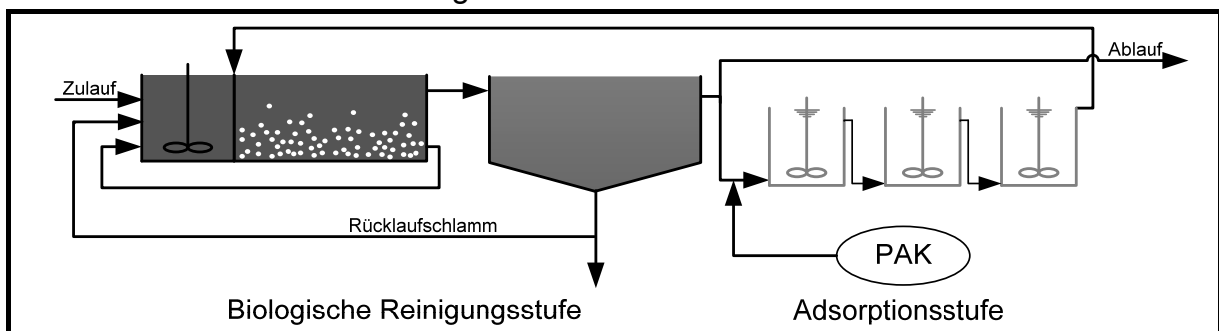 Ablauf
Zulauf
Rücklaufschlamm
PAK
Biologische Reinigungsstufe
Adsorptionsstufe